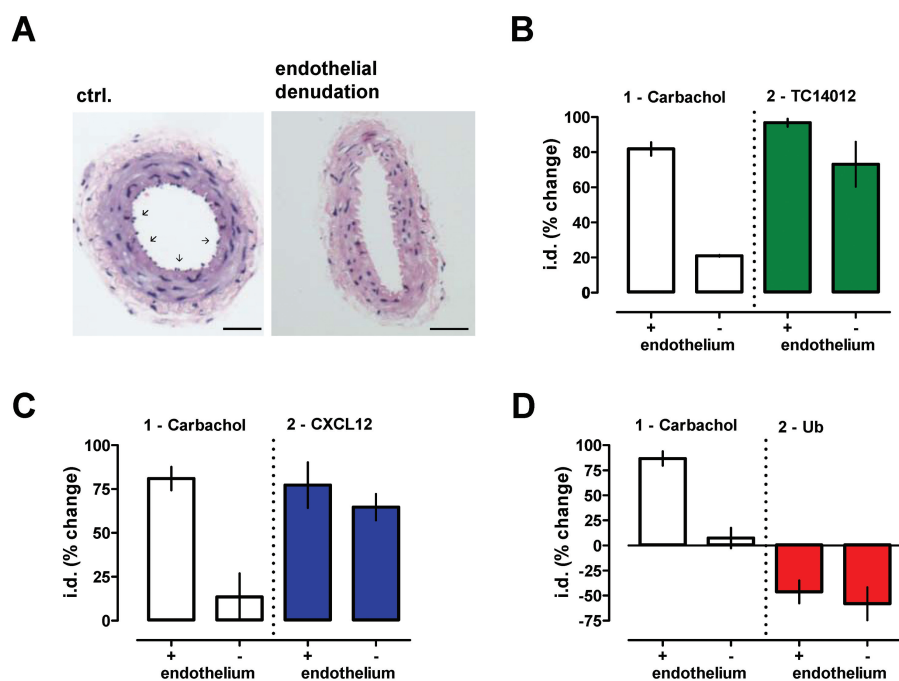 A
ctrl.
endothelial
denudation
B
1 - Carbachol 2 - TC14012
i.d. (% change)
100
80
60
40
20
0
+ - + -
endothelium endothelium
C
1 - Carbachol 2 - CXCL12
i.d. (% change)
100
75
50
25
0
+ - + -
endothelium endothelium
D
1 - Carbachol 2 - Ub
i.d. (% change)
100
75
50
25
0
-25
-50
-75
+ - + -
endothelium endothelium